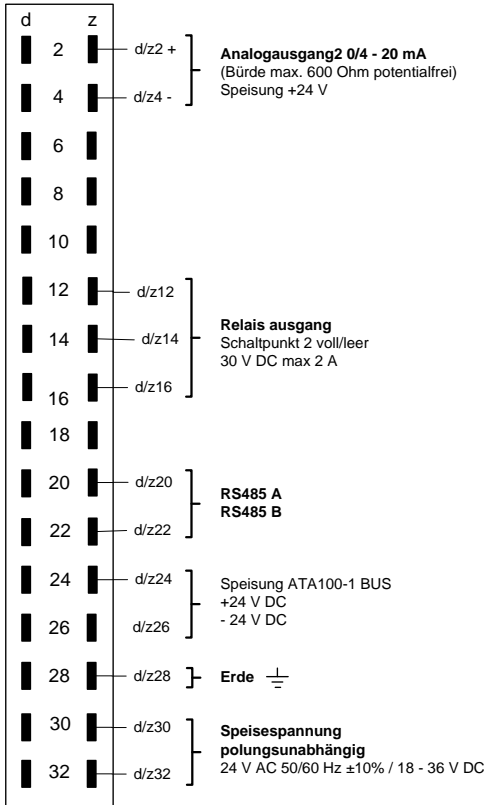 d z
2 d/z2 +
Analogausgang2 0/4 - 20 mA
(Bürde max. 600 Ohm potentialfrei)
Speisung +24 V
4 d/z4 -
6
8
10
12 d/z12
14 d/z14
Relais ausgang
Schaltpunkt 2 voll/leer
30 V DC max 2 A
16 d/z16
18
20 d/z20
RS485 A
RS485 B
22 d/z22
24 d/z24
Speisung ATA100-1 BUS
+24 V DC
- 24 V DC
26 d/z26
28 d/z28 Erde
30 d/z30
Speisespannung
polungsunabhängig
24 V AC 50/60 Hz ±10% / 18 - 36 V DC
32 d/z32